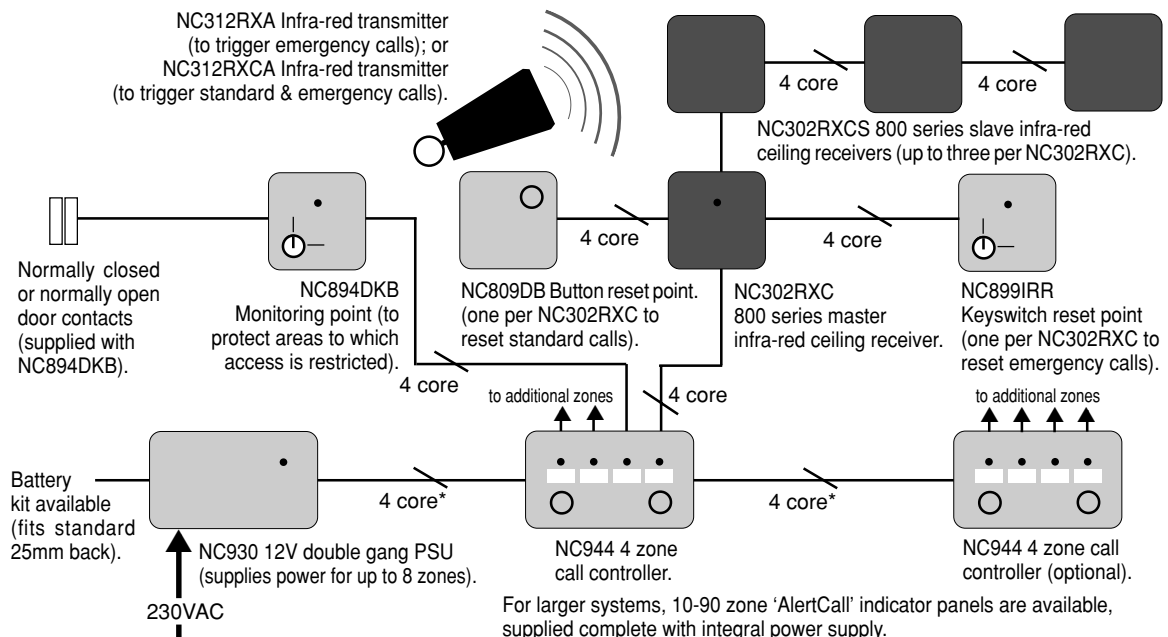 NC312RXA Infra-red transmitter
(to trigger emergency calls); or
NC312RXCA Infra-red transmitter
(to trigger standard & emergency calls).
4 core
4 core
NC302RXCS 800 series slave infra-red
ceiling receivers (up to three per NC302RXC).
4 core
4 core
Normally closed
or normally open
door contacts
(supplied with
NC894DKB).
NC894DKB
Monitoring point (to
protect areas to which
access is restricted).
NC809DB Button reset point.
(one per NC302RXC to
reset standard calls).
NC302RXC
800 series master
infra-red ceiling receiver.
NC899IRR
Keyswitch reset point
(one per NC302RXC to
reset emergency calls).
4 core
to additional zones
4 core
to additional zones
Battery
kit available
(fits standard
25mm back).
4 core*
4 core*
NC930 12V double gang PSU
(supplies power for up to 8 zones).
NC944 4 zone
call controller.
NC944 4 zone call
controller (optional).
230VAC
For larger systems, 10-90 zone ‘AlertCall’ indicator panels are available,
supplied complete with integral power supply.